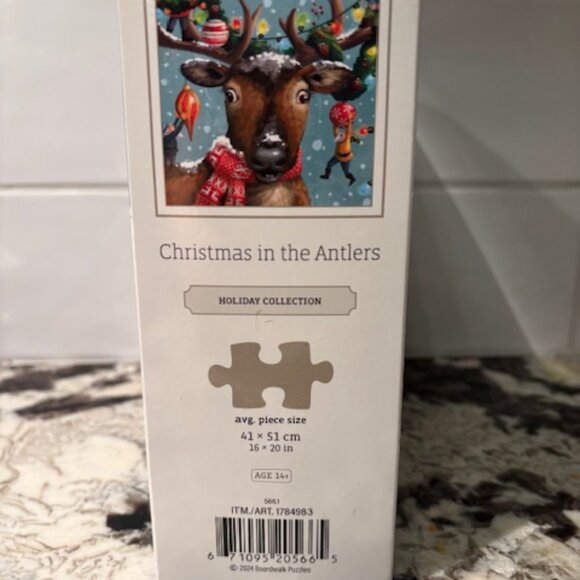 Christmas in the Antlers
HOLIDAY COLLECTION
avg. piece size
41 × 51 cm
16 × 20 in
AGE 14+
5661
ITM./ART. 1784983
6 71095 20566 5
© 2024 Boardwalk Puzzles